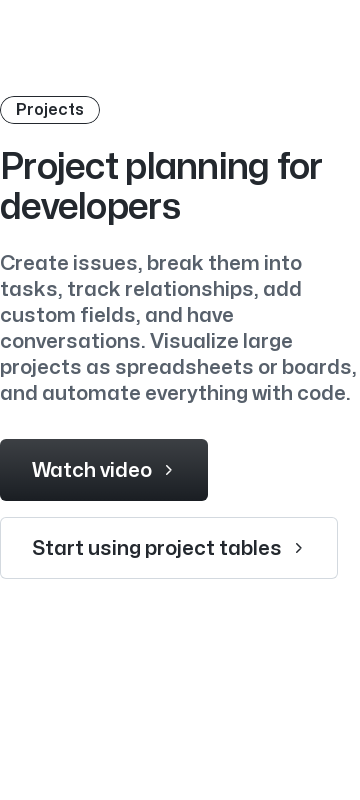 Projects
Project planning for
developers
Create issues, break them into
tasks, track relationships, add
custom fields, and have
conversations. Visualize large
projects as spreadsheets or boards,
and automate everything with code.
Watch video
Start using project tables